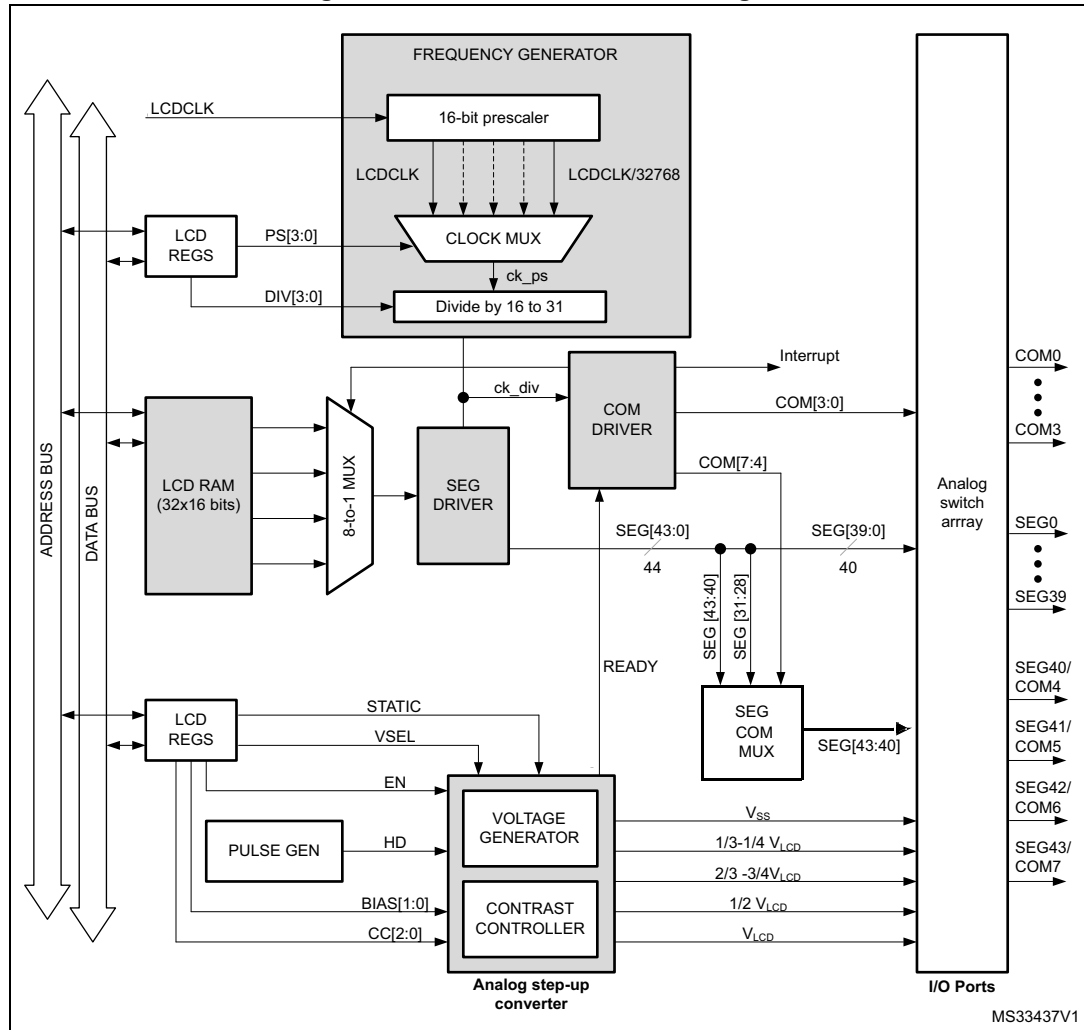 FREQUENCY GENERATOR
LCDCLK
16-bit prescaler
LCDCLK
LCDCLK/32768
LCD
REGS
PS[3:0]
CLOCK MUX
ck_ps
DIV[3:0]
Divide by 16 to 31
Interrupt
COM0
ck_div
COM
DRIVER
COM[3:0]
COM3
ADDRESS BUS
DATA BUS
LCD RAM
(32x16 bits)
8-to-1 MUX
SEG
DRIVER
COM[7:4]
Analog
switch
arrray
SEG[43:0]
44
SEG[39:0]
40
SEG0
SEG39
SEG [43:40]
SEG [31:28]
READY
SEG40/
COM4
LCD
REGS
STATIC
VSEL
SEG
COM
MUX
SEG[43:40]
SEG41/
COM5
EN
SEG42/
COM6
VOLTAGE
GENERATOR
VSS
PULSE GEN
HD
1/3-1/4 VLCD
SEG43/
COM7
2/3 -3/4VLCD
BIAS[1:0]
CONTRAST
CONTROLLER
1/2 VLCD
CC[2:0]
VLCD
Analog step-up
converter
I/O Ports
MS33437V1